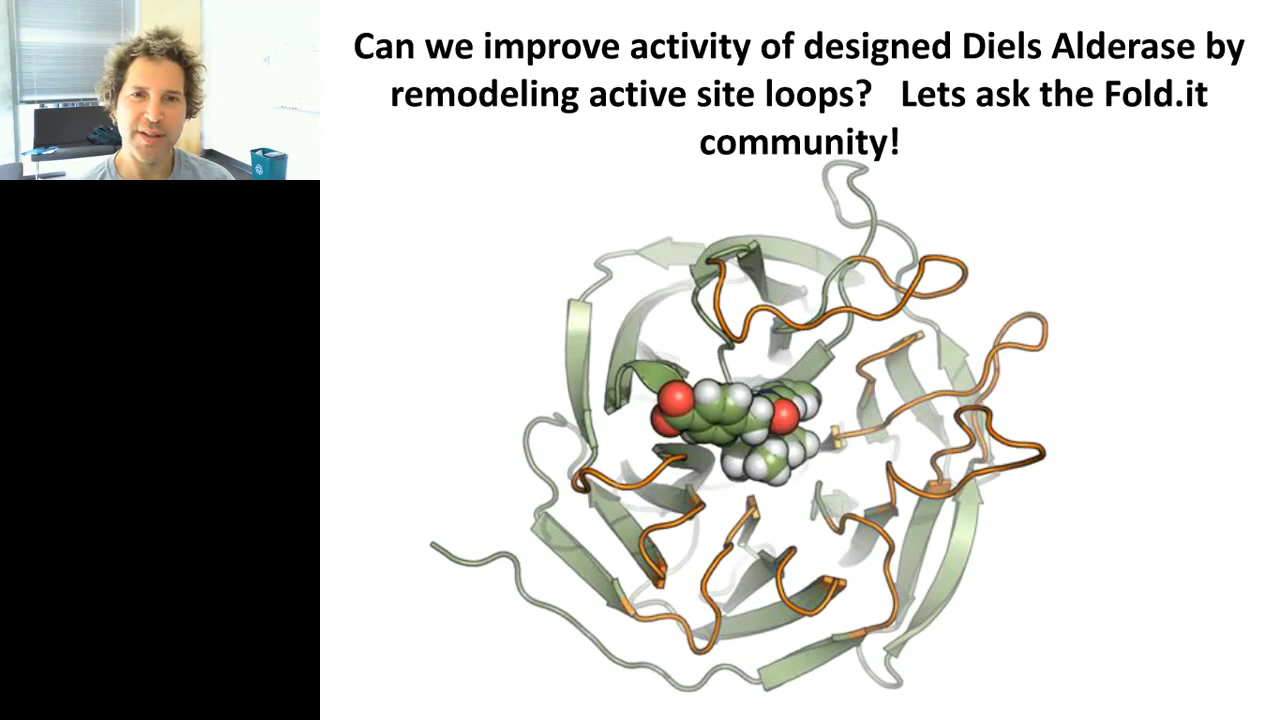 Can we improve activity of designed Diels Alderase by
remodeling active site loops? Lets ask the Fold.it
community!